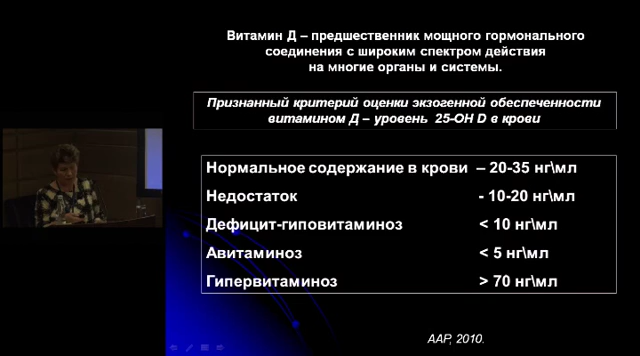 Витамин Д – предшественник мощного гормонального
соединения с широким спектром действия
на многие органы и системы.
Признанный критерий оценки экзогенной обеспеченности
витамином Д – уровень 25-ОН D в крови
Нормальное содержание в крови – 20-35 нг\мл
Недостаток - 10-20 нг\мл
Дефицит-гиповитаминоз < 10 нг\мл
Авитаминоз < 5 нг\мл
Гипервитаминоз > 70 нг\мл
ААР, 2010.